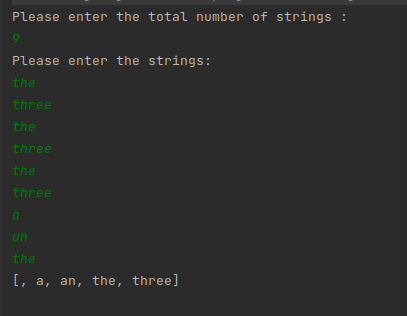 Please enter the total number of strings :
9
Please enter the strings:
the
three
the
three
the
three
a
an
the
[, a, an, the, three]